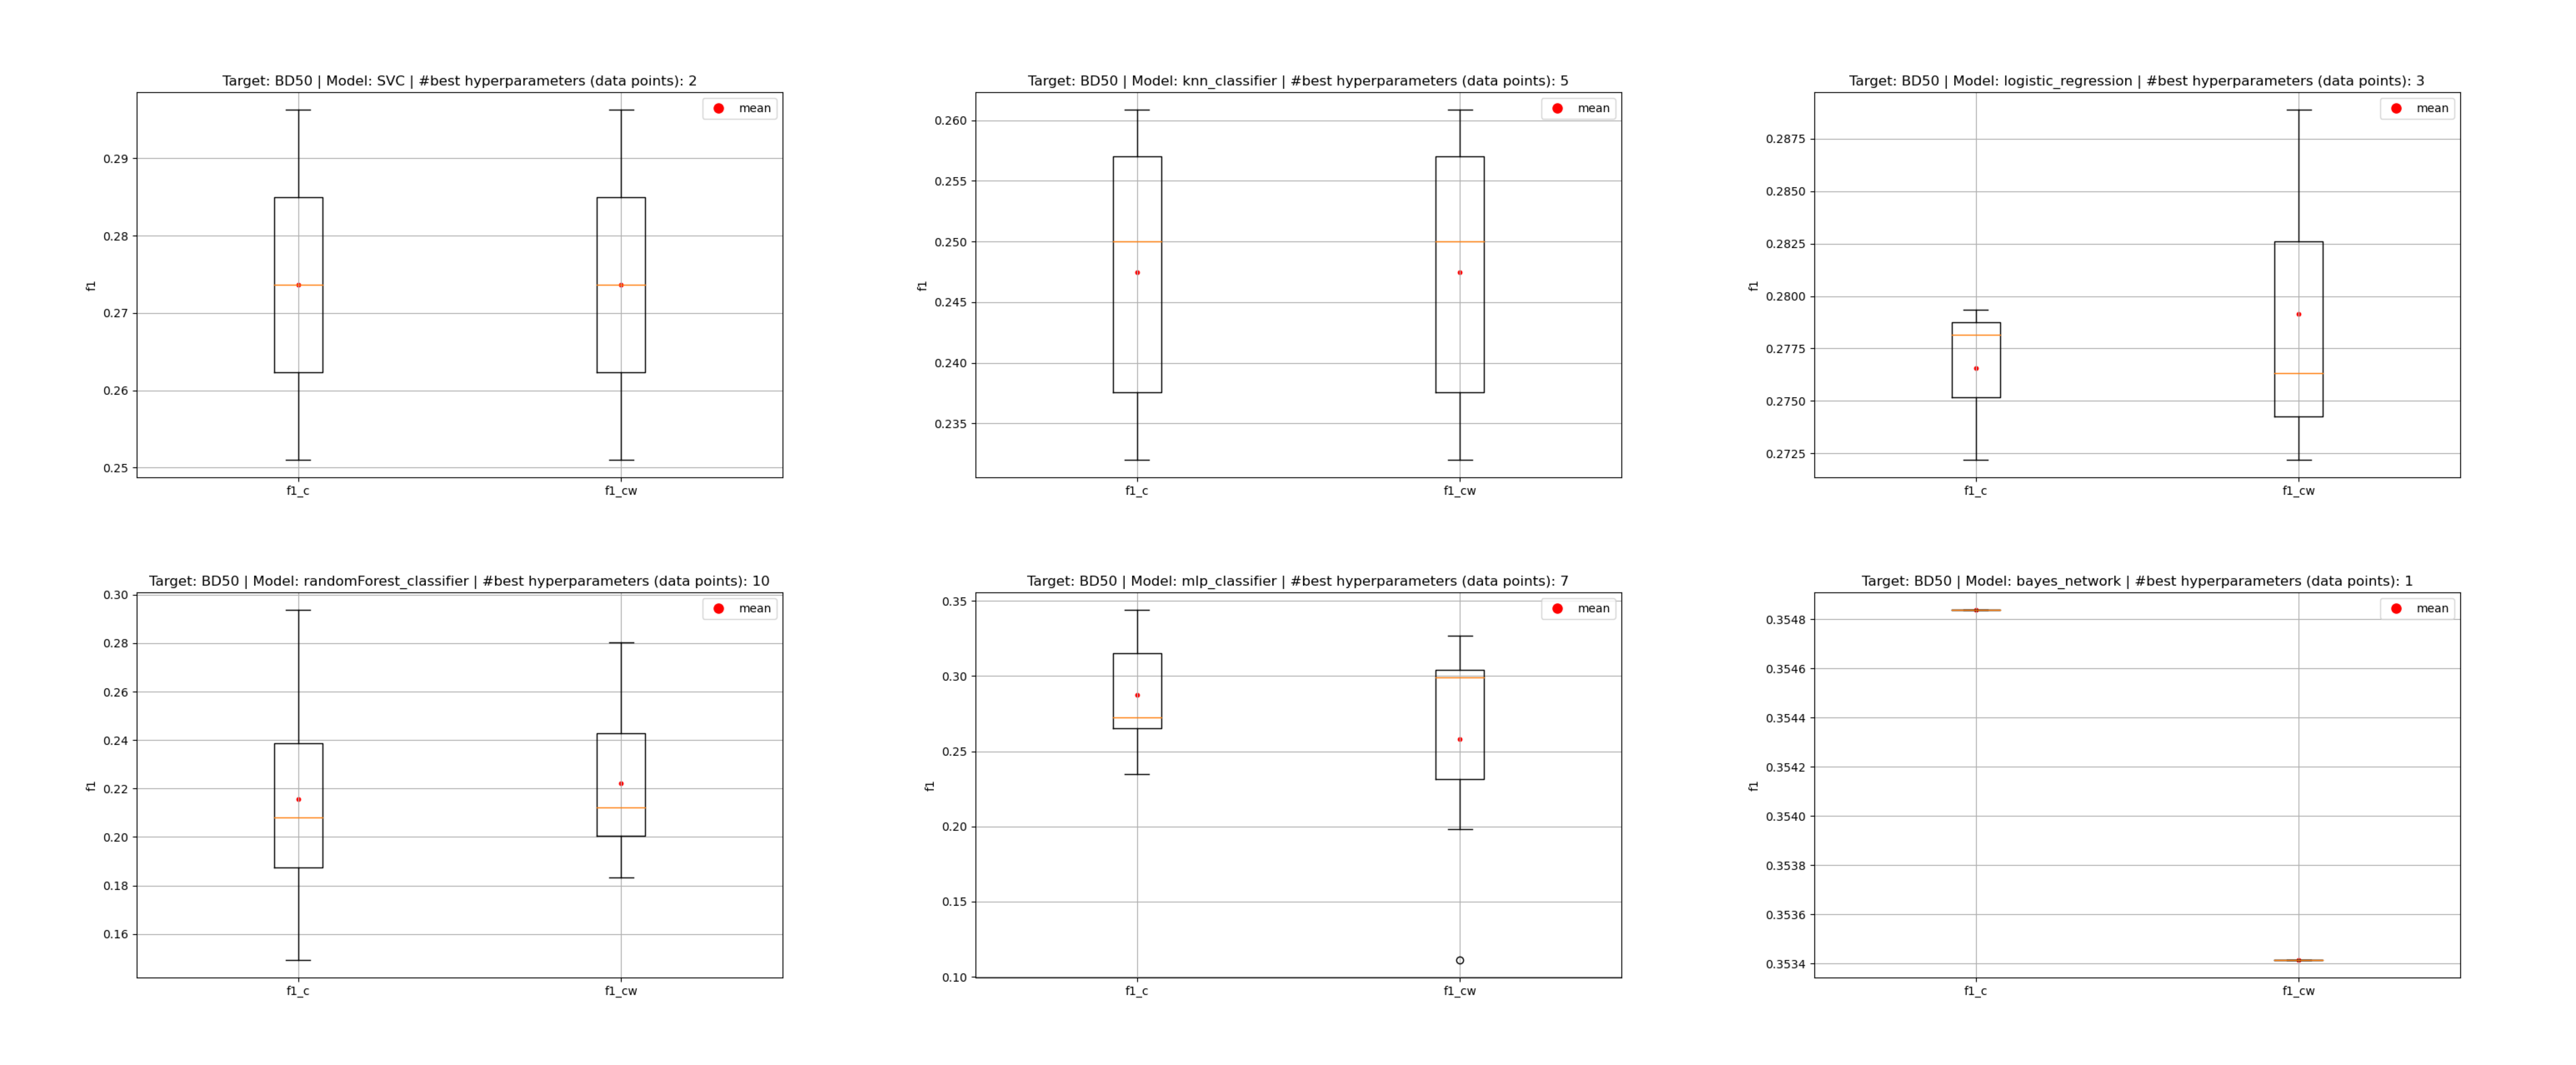 Target: BD50 | Model: SVC | #best hyperparameters (data points): 2
mean
0.29
0.28
0.27
0.26
0.25
f1
f1_c
f1_cw
Target: BD50 | Model: knn_classifier | #best hyperparameters (data points): 5
mean
0.260
0.255
0.250
0.245
0.240
0.235
f1
f1_c
f1_cw
Target: BD50 | Model: logistic_regression | #best hyperparameters (data points): 3
mean
0.2875
0.2850
0.2825
0.2800
0.2775
0.2750
0.2725
f1
f1_c
f1_cw
Target: BD50 | Model: randomForest_classifier | #best hyperparameters (data points): 10
mean
0.30
0.28
0.26
0.24
0.22
0.20
0.18
0.16
f1
f1_c
f1_cw
Target: BD50 | Model: mlp_classifier | #best hyperparameters (data points): 7
mean
0.35
0.30
0.25
0.20
0.15
0.10
f1
f1_c
f1_cw
Target: BD50 | Model: bayes_network | #best hyperparameters (data points): 1
mean
0.3548
0.3546
0.3544
0.3542
0.3540
0.3538
0.3536
0.3534
f1
f1_c
f1_cw